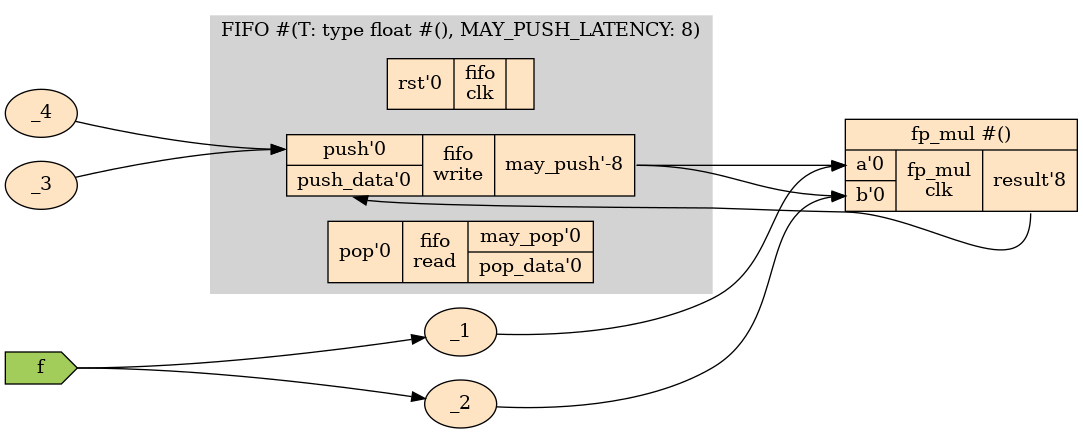 FIFO #(T: type float #(), MAY_PUSH_LATENCY: 8)
rst'0
fifo
clk
_4
_3
push'0
push_data'0
fifo
write
may_push'-8
fp_mul #()
a'0
b'0
fp_mul
clk
result'8
pop'0
fifo
read
may_pop'0
pop_data'0
_1
f
_2